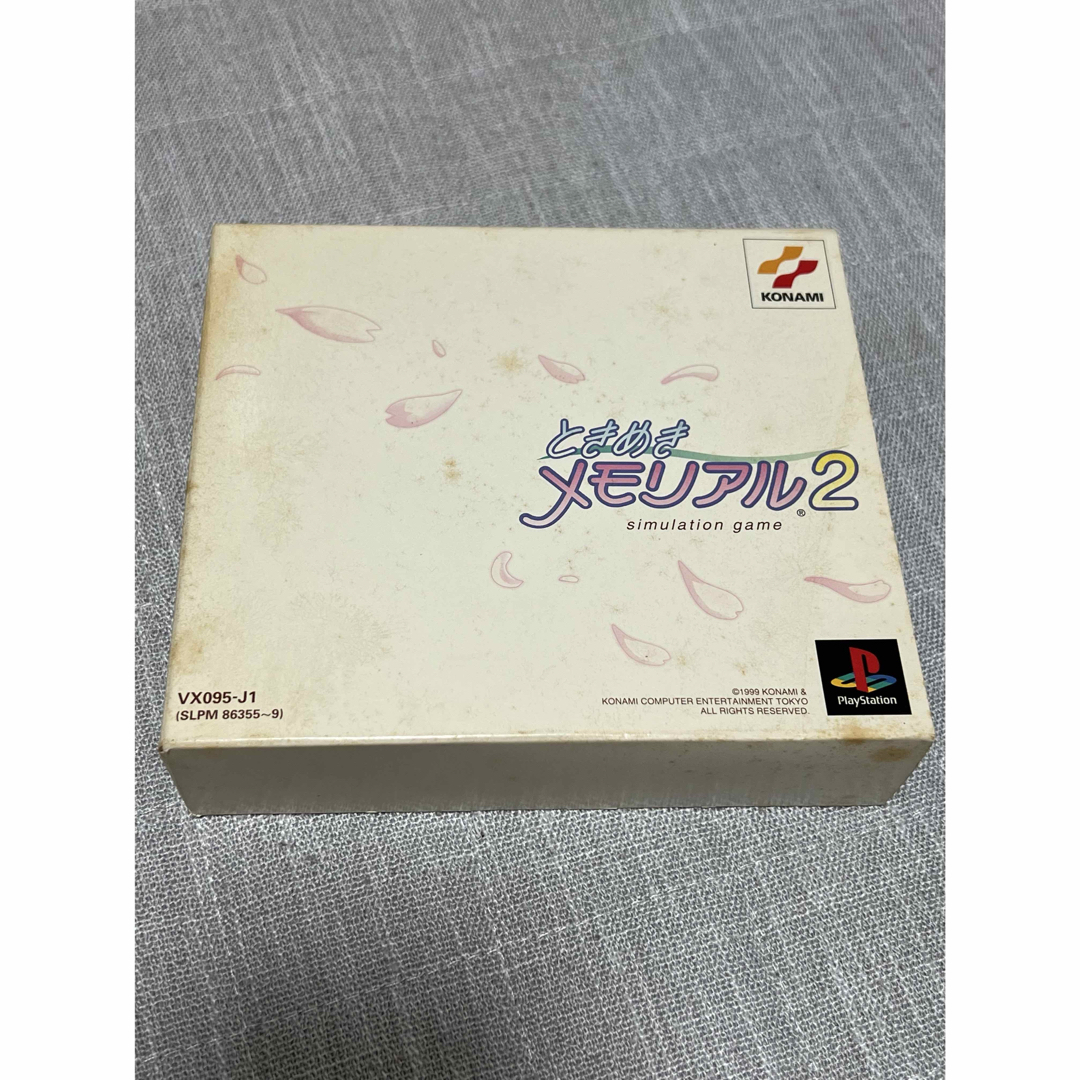 KONAMI
ときめき
メモリアル2
®
simulation game
VX095-J1
(SLPM 86355~9)
©1999 KONAMI &
KONAMI COMPUTER ENTERTAINMENT TOKYO
ALL RIGHTS RESERVED.
PlayStation